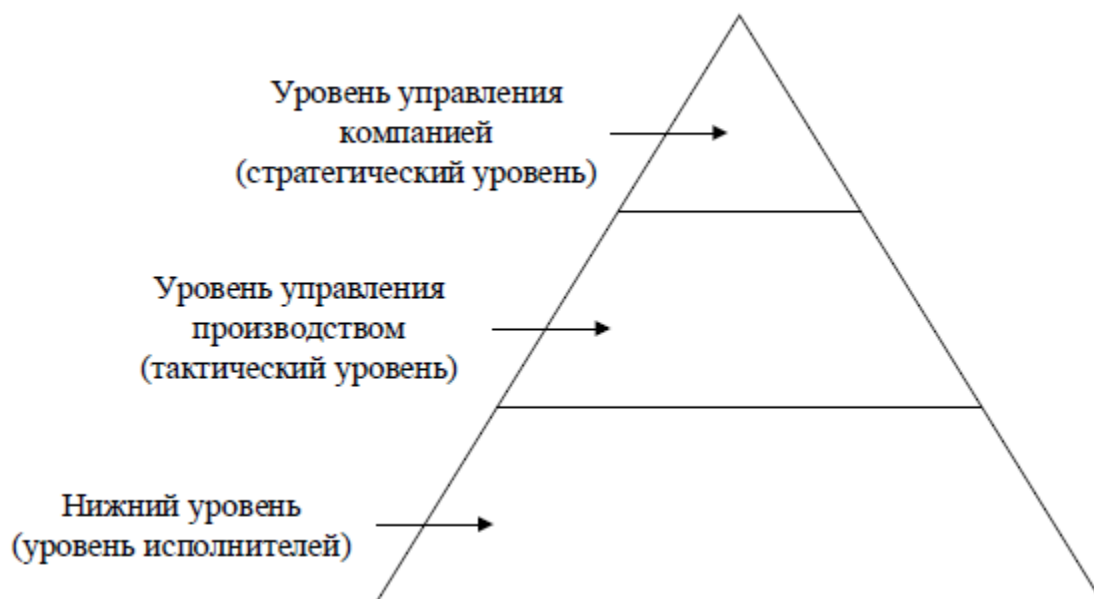 Уровень управления
компанией
(стратегический уровень)
Уровень управления
производством
(тактический уровень)
Нижний уровень
(уровень исполнителей)